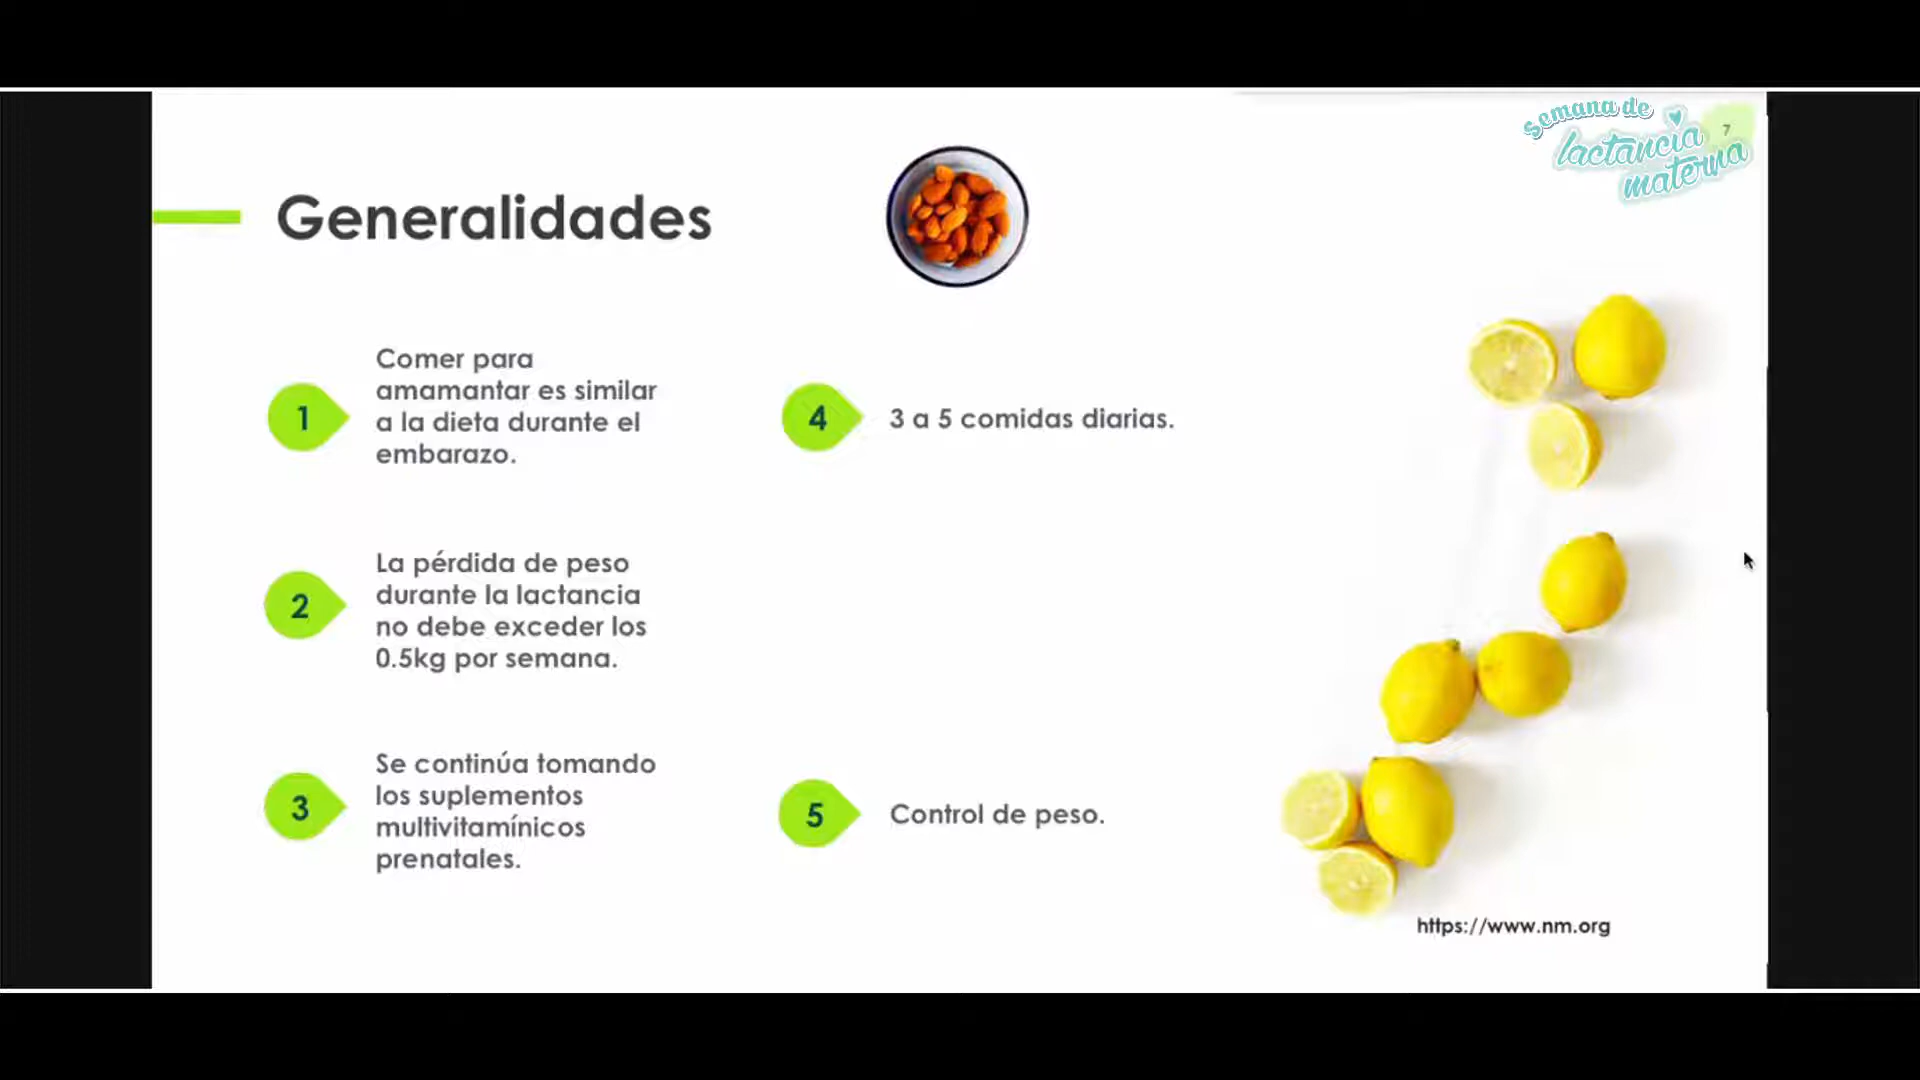 semana de
lactancia
materna
7
Generalidades
1
Comer para
amamantar es similar
a la dieta durante el
embarazo.
2
La pérdida de peso
durante la lactancia
no debe exceder los
0.5kg por semana.
3
Se continúa tomando
los suplementos
multivitamínicos
prenatales.
4
3 a 5 comidas diarias.
5
Control de peso.
https://www.nm.org